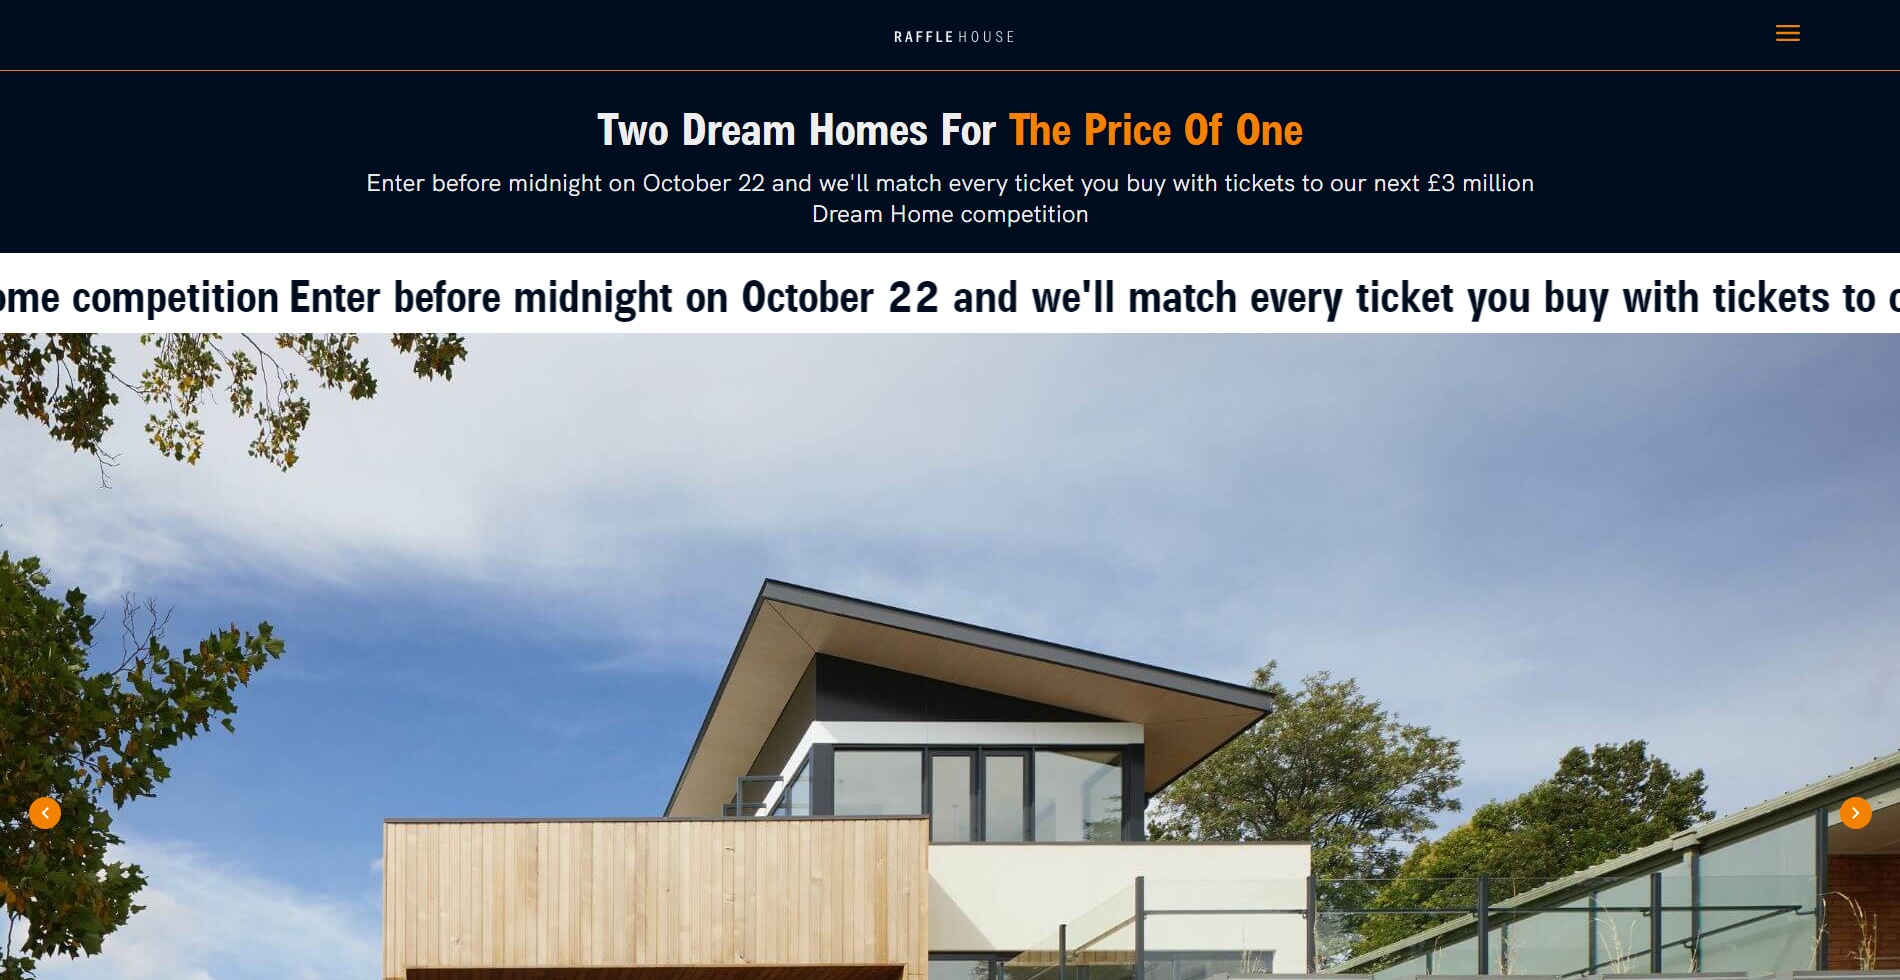 RAFFLE HOUSE
Two Dream Homes For The Price Of One
Enter before midnight on October 22 and we'll match every ticket you buy with tickets to our next £3 million
Dream Home competition
ome competition Enter before midnight on October 22 and we'll match every ticket you buy with tickets to o